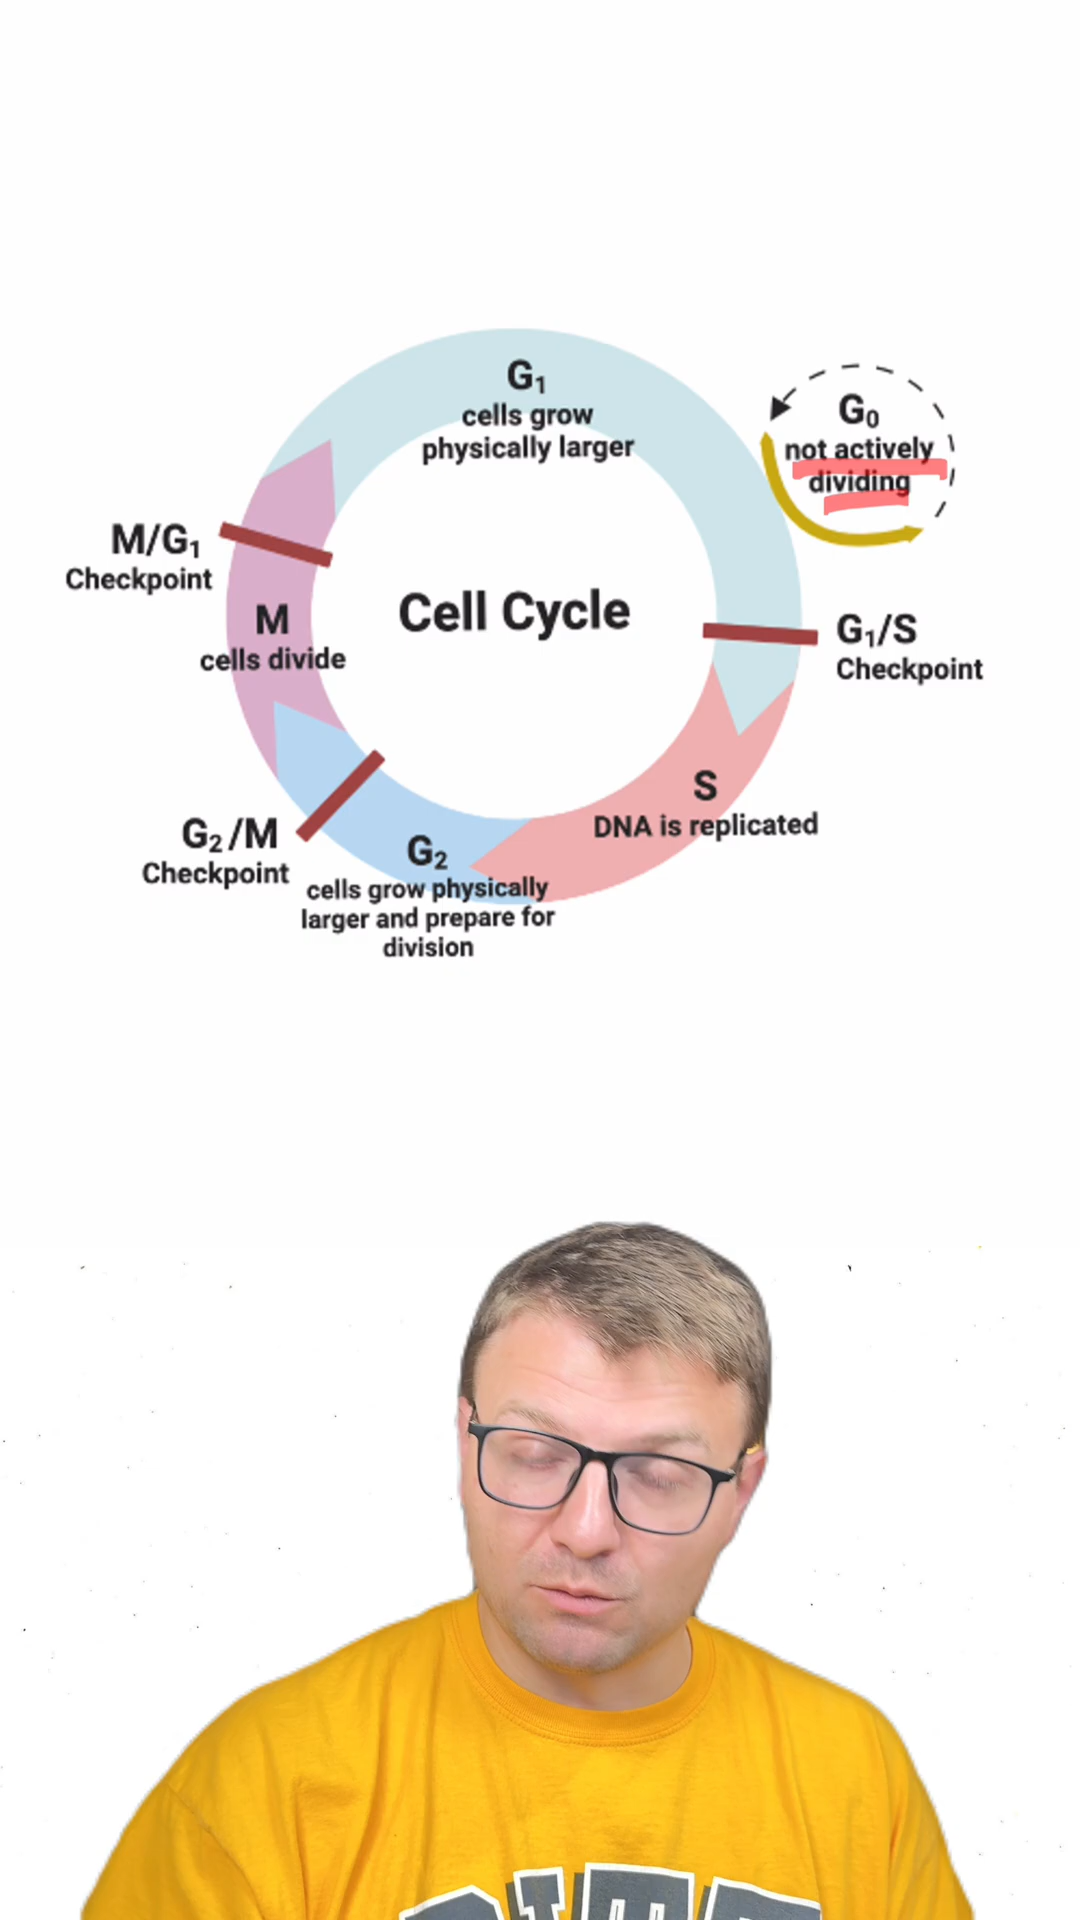 G₁
cells grow
physically larger
G₀
not actively
dividing
M/G₁
Checkpoint
Cell Cycle
M
cells divide
G₁/S
Checkpoint
S
DNA is replicated
G₂/M
Checkpoint
G₂
cells grow physically
larger and prepare for
division